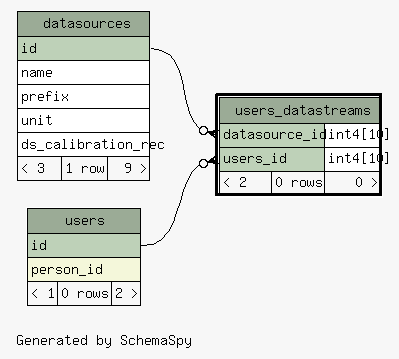 datasources
id
name
prefix
unit
ds_calibration_rec
< 3 1 row 9 >
users_datastreams
datasource_id int4[10]
users_id int4[10]
< 2 0 rows 0 >
users
id
person_id
< 1 0 rows 2 >
Generated by SchemaSpy